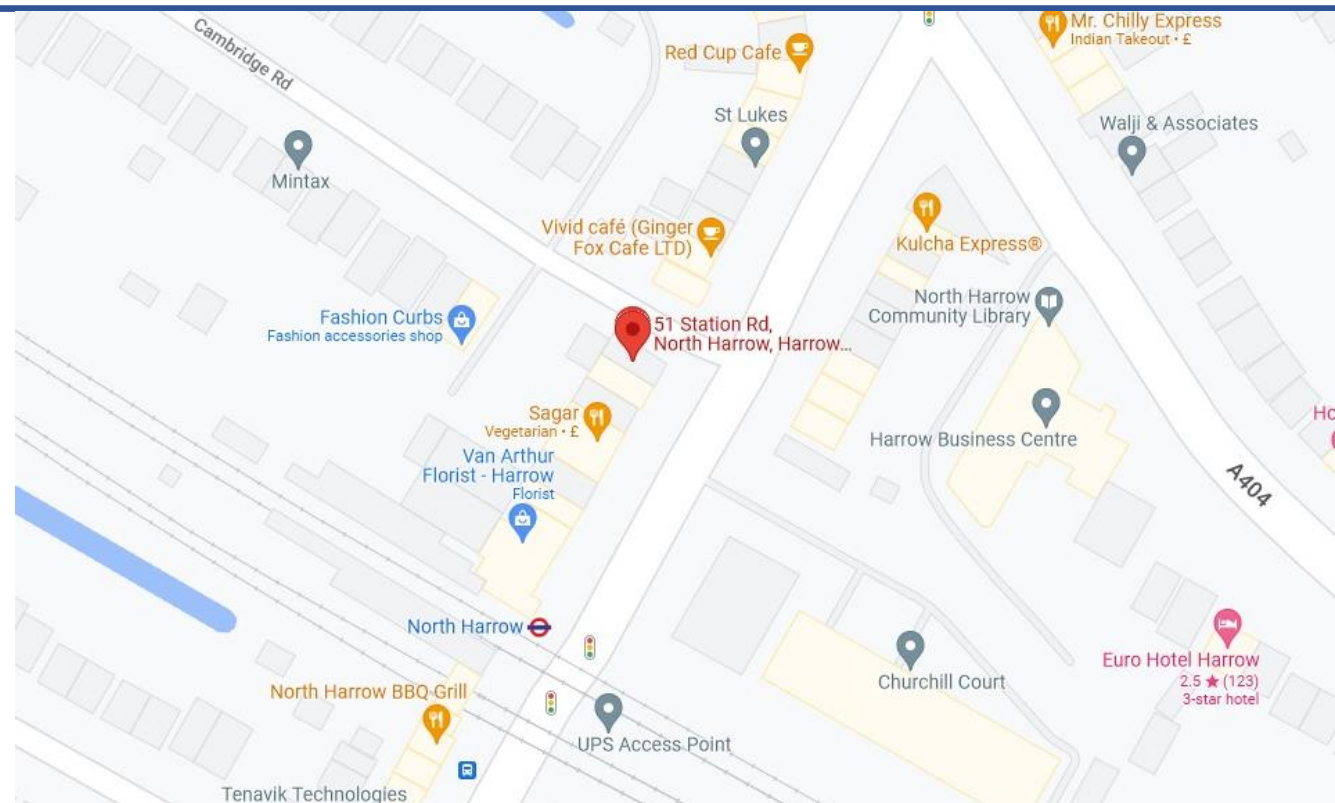 Cambridge Rd
Mr. Chilly Express
Indian Takeout · £
Red Cup Cafe
St Lukes
Walji & Associates
Mintax
Vivid café (Ginger
Fox Cafe LTD)
Kulcha Express®
North Harrow
Community Library
Fashion Curbs
Fashion accessories shop
51 Station Rd,
North Harrow, Harrow...
Sagar
Vegetarian · £
Harrow Business Centre
Ho
Van Arthur
Florist - Harrow
Florist
A404
North Harrow
Euro Hotel Harrow
2.5 ★ (123)
3-star hotel
Churchill Court
North Harrow BBQ Grill
UPS Access Point
Tenavik Technologies